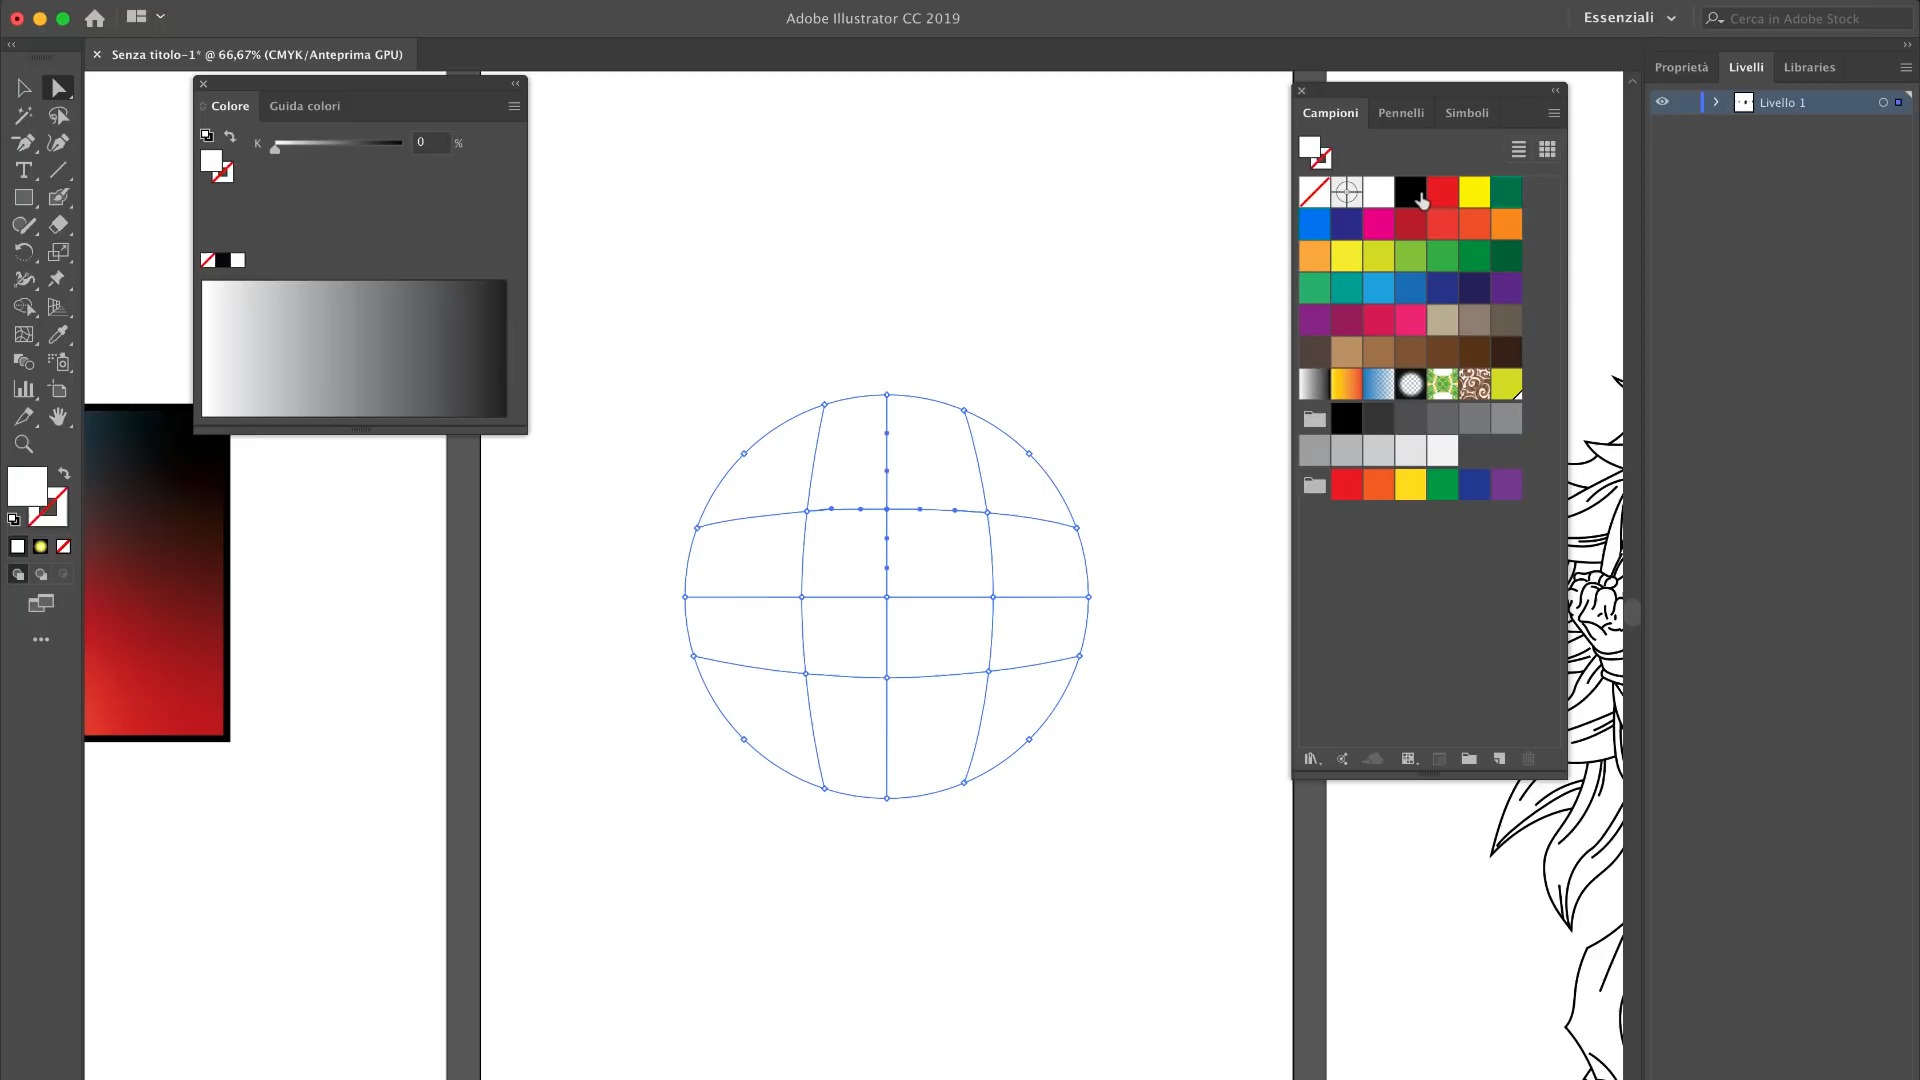 Adobe Illustrator CC 2019
Essenziali
Cerca in Adobe Stock
Senza titolo-1* @ 66,67% (CMYK/Anteprima GPU)
Proprietà
Livelli
Libraries
Colore
Guida colori
Campioni
Pennelli
Simboli
Livello 1
K
0
%